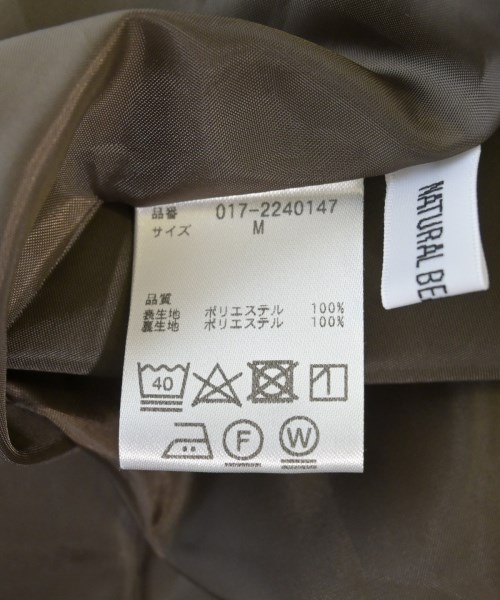 品番 017-2240147
サイズ M
品質
表生地 ポリエステル 100%
裏生地 ポリエステル 100%
40
F W
NATURAL BE